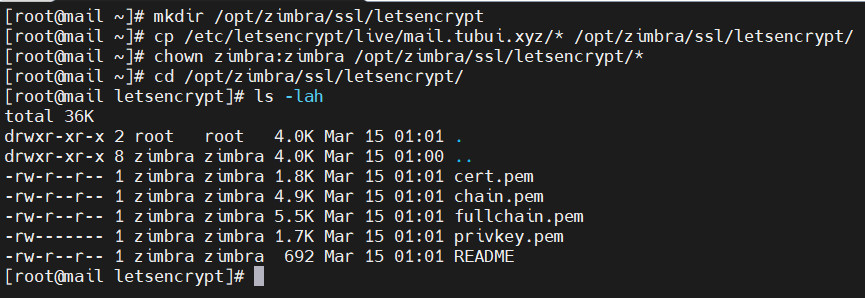 [root@mail ~]# mkdir /opt/zimbra/ssl/letsencrypt
[root@mail ~]# cp /etc/letsencrypt/live/mail.tubui.xyz/* /opt/zimbra/ssl/letsencrypt/
[root@mail ~]# chown zimbra:zimbra /opt/zimbra/ssl/letsencrypt/*
[root@mail ~]# cd /opt/zimbra/ssl/letsencrypt/
[root@mail letsencrypt]# ls -lah
total 36K
drwxr-xr-x 2 root   root   4.0K Mar 15 01:01 .
drwxr-xr-x 8 zimbra zimbra 4.0K Mar 15 01:00 ..
-rw-r--r-- 1 zimbra zimbra 1.8K Mar 15 01:01 cert.pem
-rw-r--r-- 1 zimbra zimbra 4.9K Mar 15 01:01 chain.pem
-rw-r--r-- 1 zimbra zimbra 5.5K Mar 15 01:01 fullchain.pem
-rw------- 1 zimbra zimbra 1.7K Mar 15 01:01 privkey.pem
-rw-r--r-- 1 zimbra zimbra  692 Mar 15 01:01 README
[root@mail letsencrypt]#